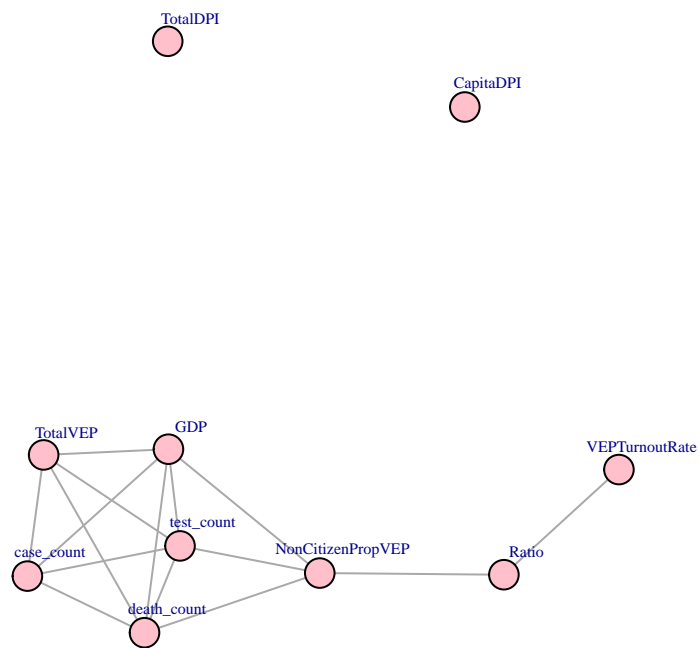 TotalDPI
CapitaDPI
GDP
TotalVEP
VEPTurnoutRate
test_count
case_count
NonCitizenPropVEP
Ratio
death_count